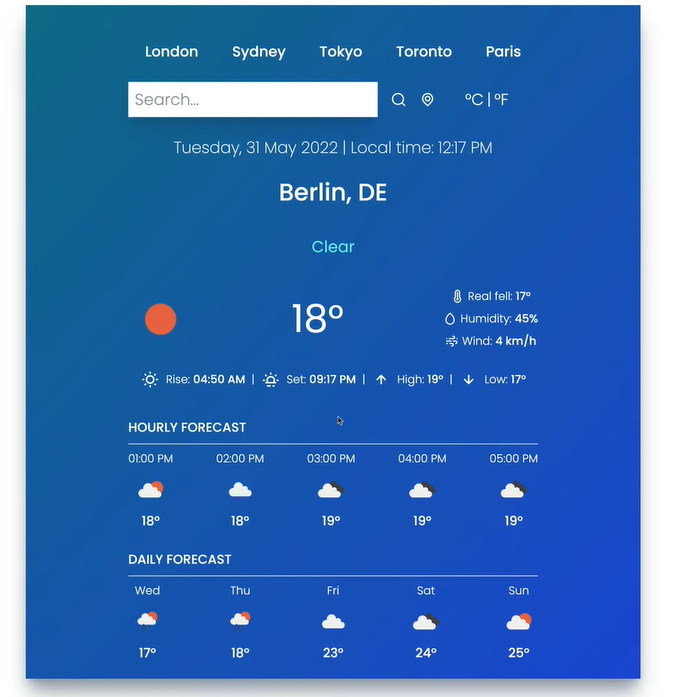 London Sydney Tokyo Toronto Paris
Search...
°C | °F
Tuesday, 31 May 2022 | Local time: 12:17 PM
Berlin, DE
Clear
18°
Real fell: 17°
Humidity: 45%
Wind: 4 km/h
Rise: 04:50 AM | Set: 09:17 PM | High: 19° | Low: 17°
HOURLY FORECAST
01:00 PM 02:00 PM 03:00 PM 04:00 PM 05:00 PM
18° 18° 19° 19° 19°
DAILY FORECAST
Wed Thu Fri Sat Sun
17° 18° 23° 24° 25°